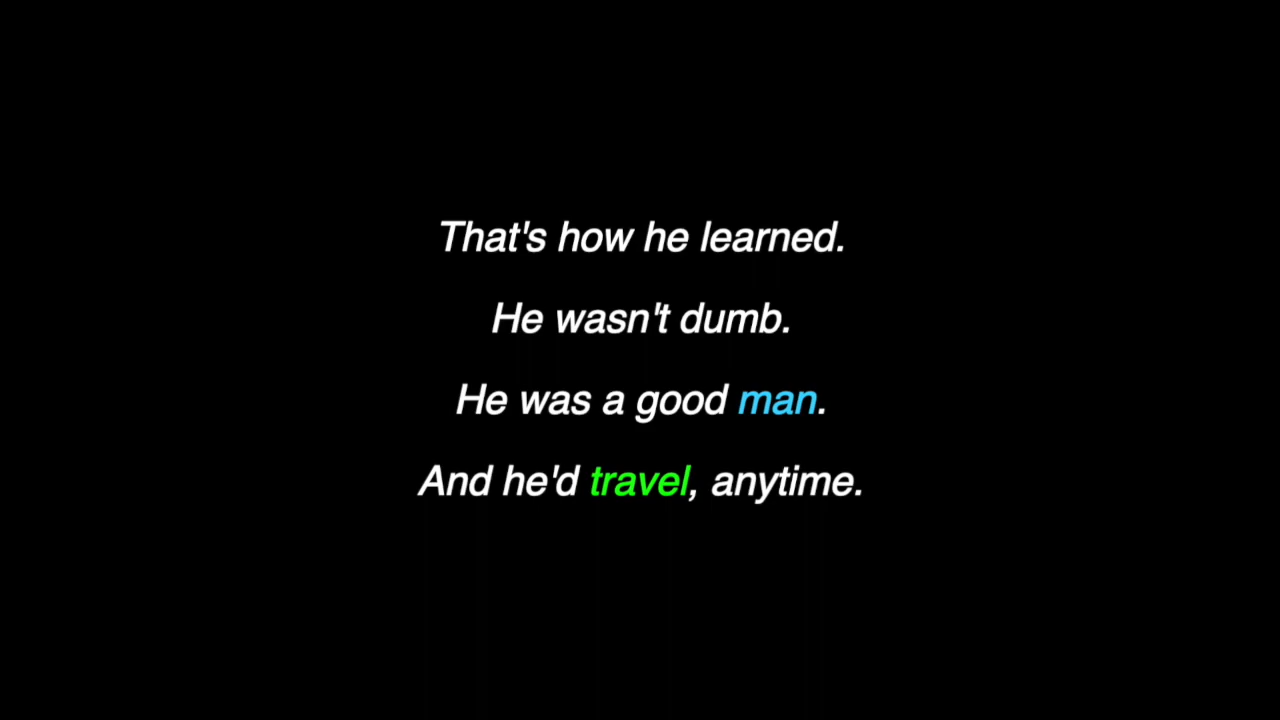 That's how he learned.
He wasn't dumb.
He was a good man.
And he'd travel, anytime.